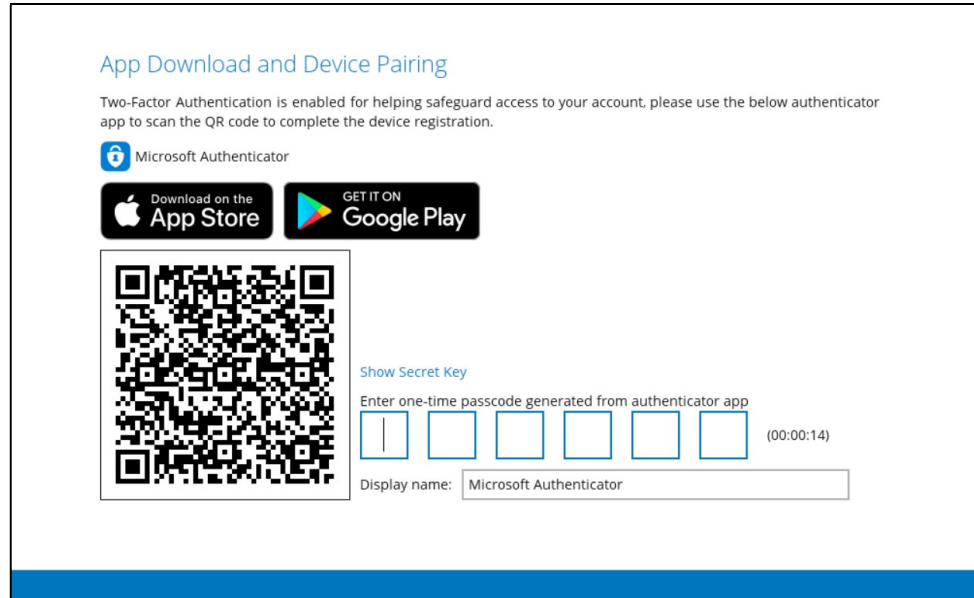 App Download and Device Pairing
Two-Factor Authentication is enabled for helping safeguard access to your account, please use the below authenticator
app to scan the QR code to complete the device registration.
Microsoft Authenticator
Download on the
App Store
GET IT ON
Google Play
Show Secret Key
Enter one-time passcode generated from authenticator app
(00:00:14)
Display name: Microsoft Authenticator